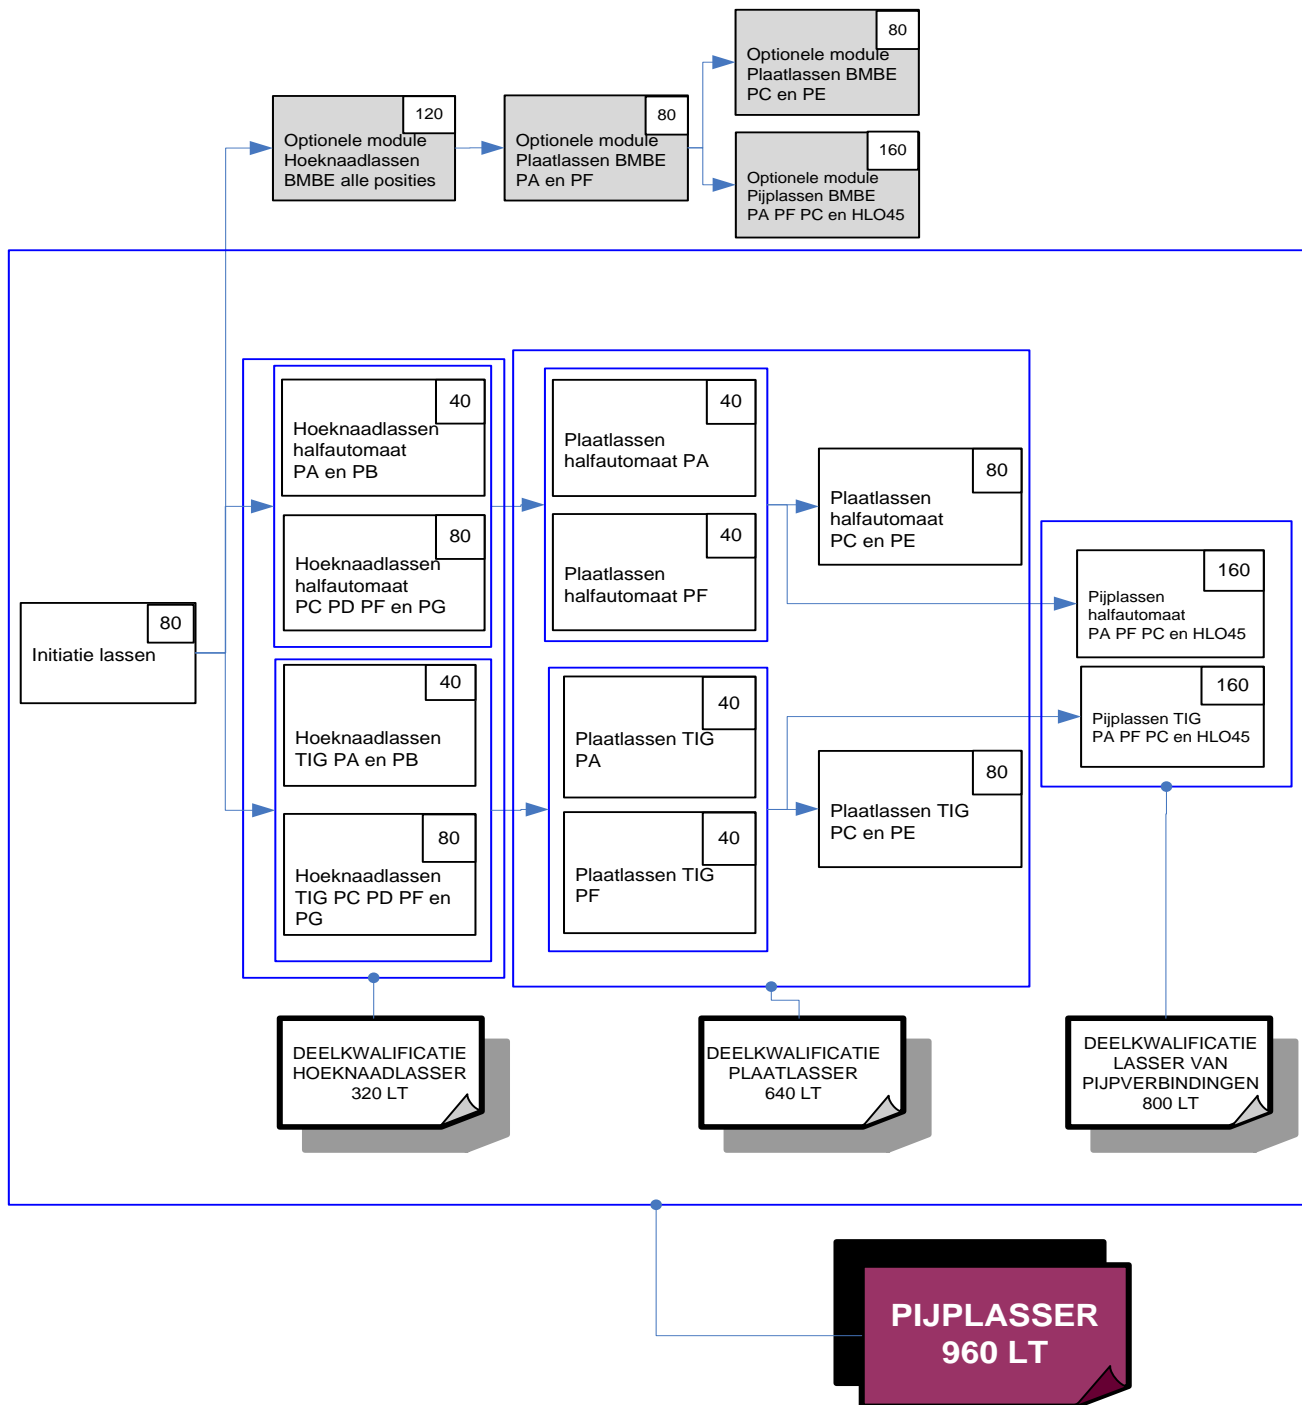 80
Optionele module
Plaatlassen BMBE
PC en PE
120
Optionele module
Hoeknaadlassen
BMBE alle posities
80
Optionele module
Plaatlassen BMBE
PA en PF
160
Optionele module
Pijplassen BMBE
PA PF PC en HLO45
40
Hoeknaadlassen
halfautomaat
PA en PB
80
Hoeknaadlassen
halfautomaat
PC PD PF en PG
40
Plaatlassen
halfautomaat PA
40
Plaatlassen
halfautomaat PF
80
Plaatlassen
halfautomaat
PC en PE
160
Pijplassen
halfautomaat
PA PF PC en HLO45
80
Initiatie lassen
40
Hoeknaadlassen
TIG PA en PB
80
Hoeknaadlassen
TIG PC PD PF en
PG
40
Plaatlassen TIG
PA
40
Plaatlassen TIG
PF
80
Plaatlassen TIG
PC en PE
160
Pijplassen TIG
PA PF PC en HLO45
DEELKWALIFICATIE
HOEKNAADLASSER
320 LT
DEELKWALIFICATIE
PLAATLASSER
640 LT
DEELKWALIFICATIE
LASSER VAN
PIJPVERBINDINGEN
800 LT
PIJPLASSER
960 LT